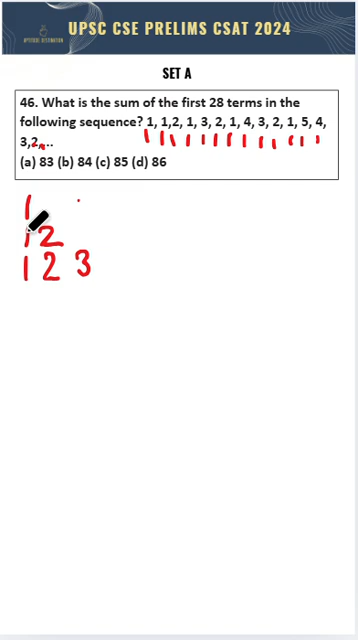 APTITUDE DESTINATION
UPSC CSE PRELIMS CSAT 2024
SET A
46. What is the sum of the first 28 terms in the
following sequence? 1, 1,2, 1, 3, 2, 1, 4, 3, 2, 1, 5, 4,
3,2,...
(a) 83 (b) 84 (c) 85 (d) 86
1
1 2
1 2 3